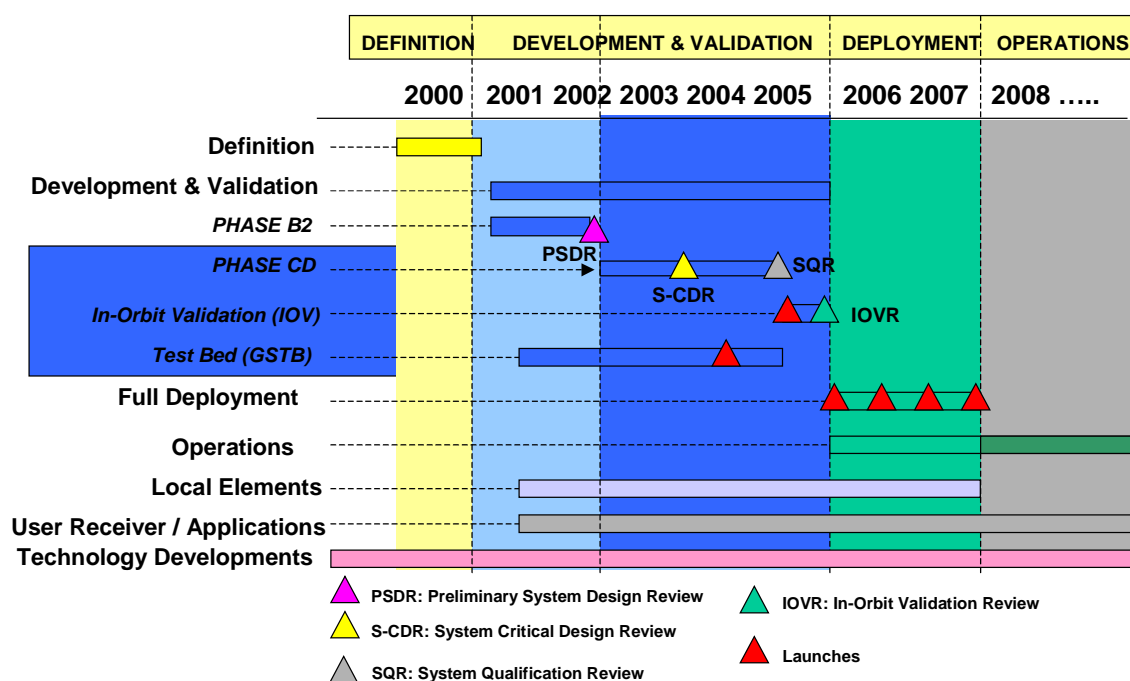 DEFINITION DEVELOPMENT & VALIDATION DEPLOYMENT OPERATIONS
2000 2001 2002 2003 2004 2005 2006 2007 2008 …..
Definition
Development & Validation
PHASE B2
PSDR
PHASE CD
SQR
S-CDR
In-Orbit Validation (IOV)
IOVR
Test Bed (GSTB)
Full Deployment
Operations
Local Elements
User Receiver / Applications
Technology Developments
PSDR: Preliminary System Design Review
IOVR: In-Orbit Validation Review
S-CDR: System Critical Design Review
Launches
SQR: System Qualification Review